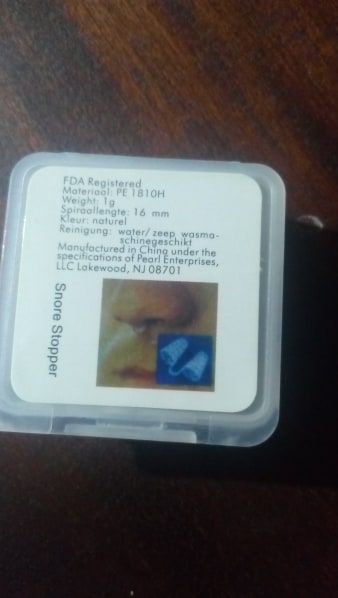 FDA Registered
Materiaal: PE 1810H
Weight: 1g
Spiraallengte: 16 mm
Kleur: naturel
Reinigung: water/ zeep wasma-
schinegeschikt
Manufactured in China under the
specifications of Pearl Enterprises,
LLC Lakewood, NJ 08701
Snore Stopper